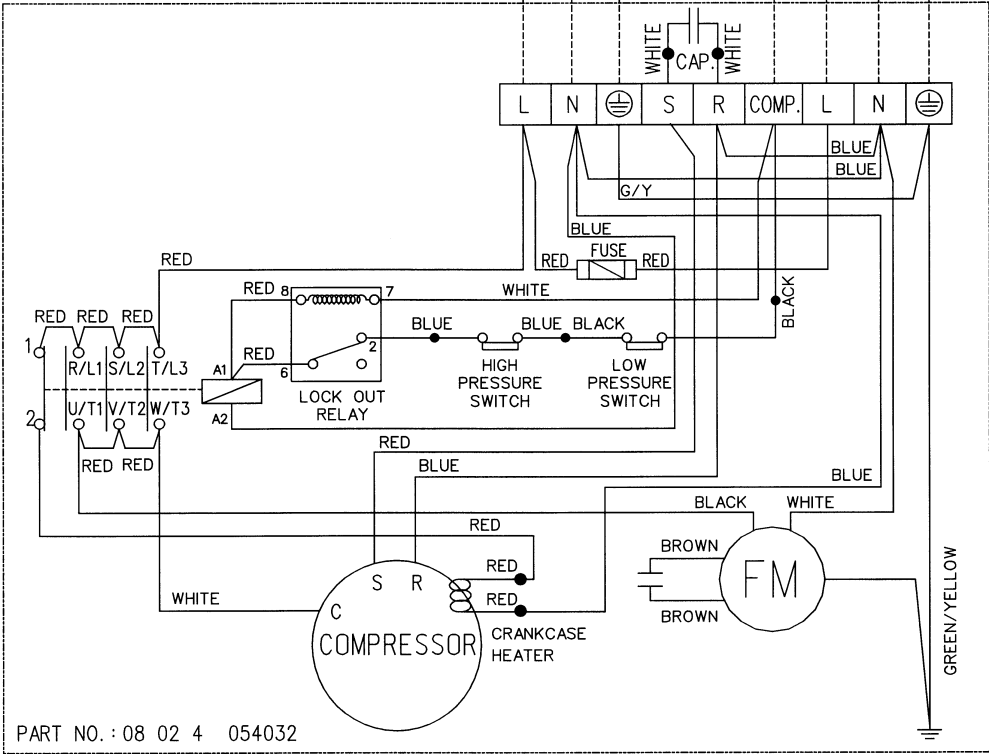 WHITE
CAP.
WHITE
L N S R COMP. L N
BLUE
BLUE
G/Y
BLUE
FUSE
RED RED
RED
RED 8 7 WHITE
BLACK
RED RED RED
BLUE BLUE BLACK
1 R/L1 S/L2 T/L3
RED 6 2
A1
HIGH
PRESSURE
SWITCH
LOW
PRESSURE
SWITCH
LOCK OUT
RELAY
2 U/T1 V/T2 W/T3
A2
RED RED
RED
BLUE
BLUE
BLACK WHITE
RED
BROWN
FM
BROWN
S R
RED
RED
WHITE
C
COMPRESSOR
CRANKCASE
HEATER
GREEN/YELLOW
PART NO.:08 02 4 054032